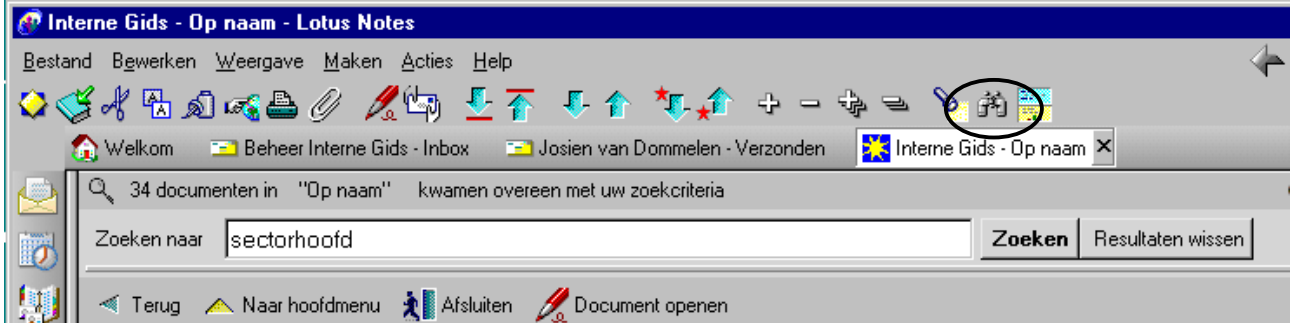 Interne Gids - Op naam - Lotus Notes
Bestand Bewerken Weergave Maken Acties Help
Welkom Beheer Interne Gids - Inbox Josien van Dommelen - Verzonden Interne Gids - Op naam
34 documenten in "Op naam" kwamen overeen met uw zoekcriteria
Zoeken naar sectorhoofd Zoeken Resultaten wissen
Terug Naar hoofdmenu Afsluiten Document openen